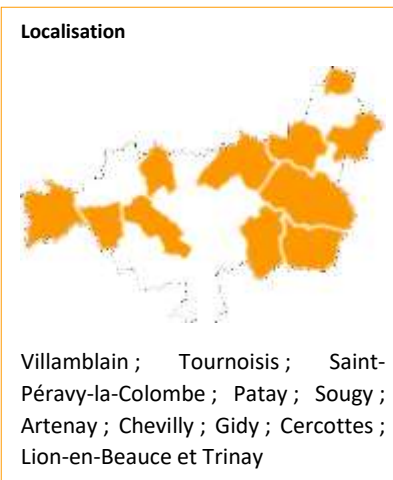 Localisation
Villamblain ; Tournoisis ; Saint-
Péravy-la-Colombe ; Patay ; Sougy ;
Artenay ; Chevilly ; Gidy ; Cercottes ;
Lion-en-Beauce et Trinay